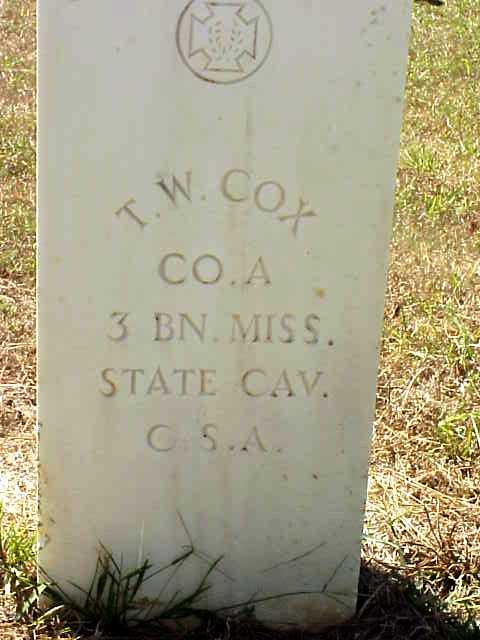 T. W. COX
CO. A
3 BN. MISS.
STATE CAV.
C.S.A.